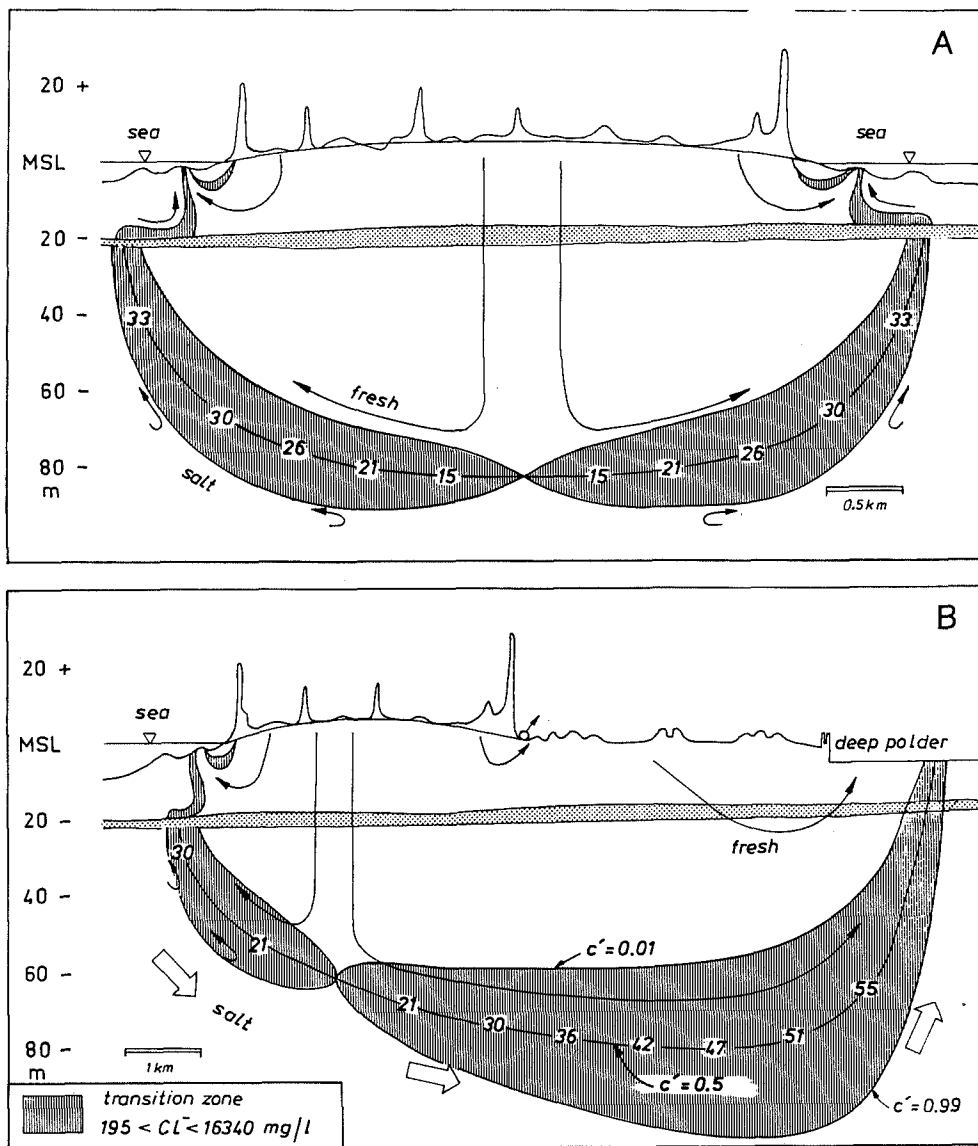 A
20 +
sea
sea
MSL
20 -
40 -
33
33
60 -
fresh
30
30
26
26
80 -
21
15
15
21
m
salt
0.5 km
B
20 +
sea
MSL
deep polder
20 -
fresh
30
40 -
21
c' = 0.01
60 -
21
55
30
36
42
47
51
salt
80 -
m
1 km
c' = 0.5
c' = 0.99
transition zone
195 < CL⁻ < 16340 mg/l